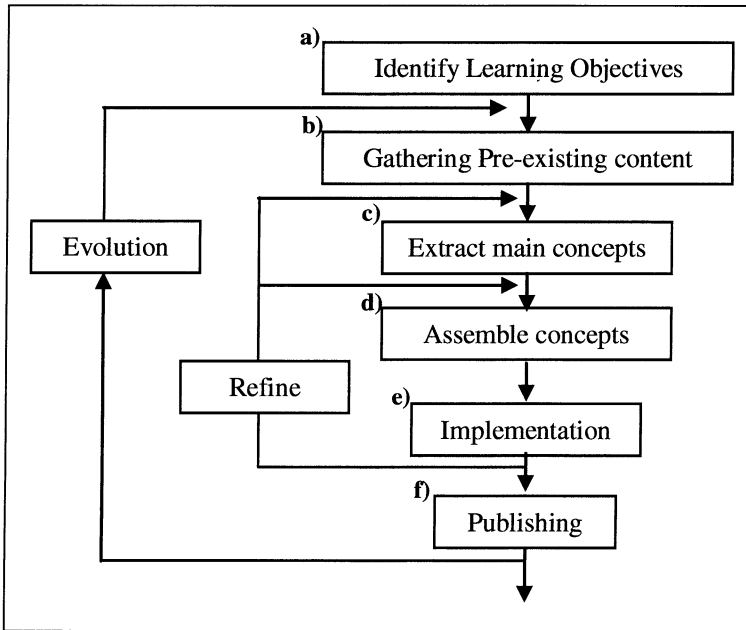 a)
Identify Learning Objectives
b)
Gathering Pre-existing content
c)
Extract main concepts
Evolution
d)
Assemble concepts
Refine
e)
Implementation
f)
Publishing